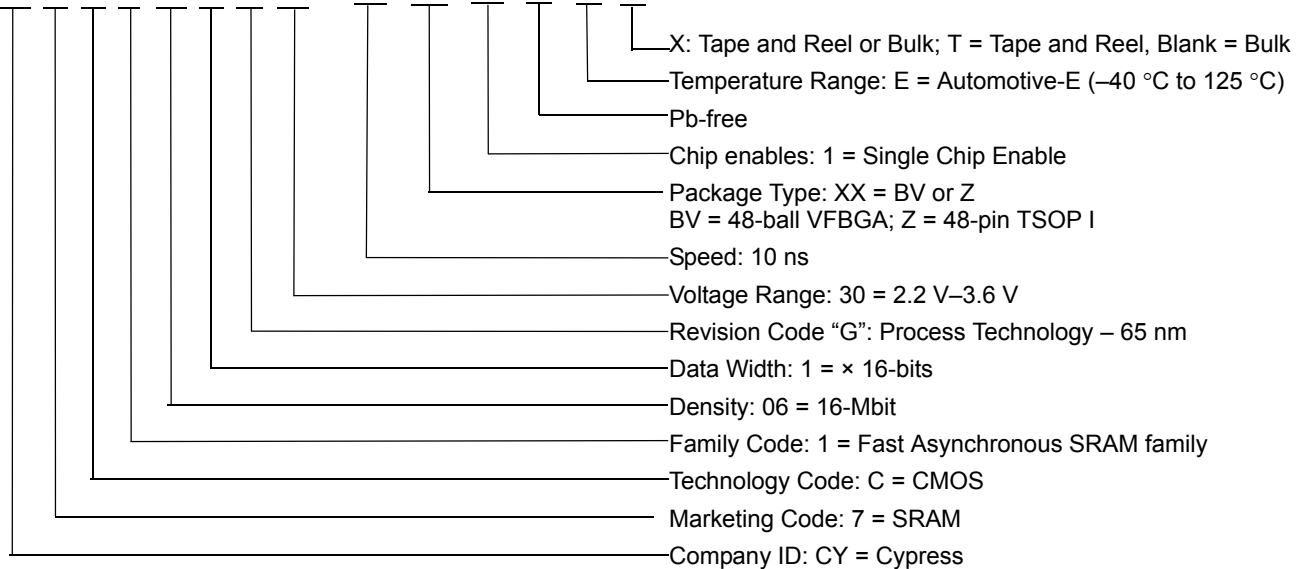 X: Tape and Reel or Bulk; T = Tape and Reel, Blank = Bulk
Temperature Range: E = Automotive-E (–40 °C to 125 °C)
Pb-free
Chip enables: 1 = Single Chip Enable
Package Type: XX = BV or Z
BV = 48-ball VFBGA; Z = 48-pin TSOP I
Speed: 10 ns
Voltage Range: 30 = 2.2 V–3.6 V
Revision Code “G”: Process Technology – 65 nm
Data Width: 1 = × 16-bits
Density: 06 = 16-Mbit
Family Code: 1 = Fast Asynchronous SRAM family
Technology Code: C = CMOS
Marketing Code: 7 = SRAM
Company ID: CY = Cypress